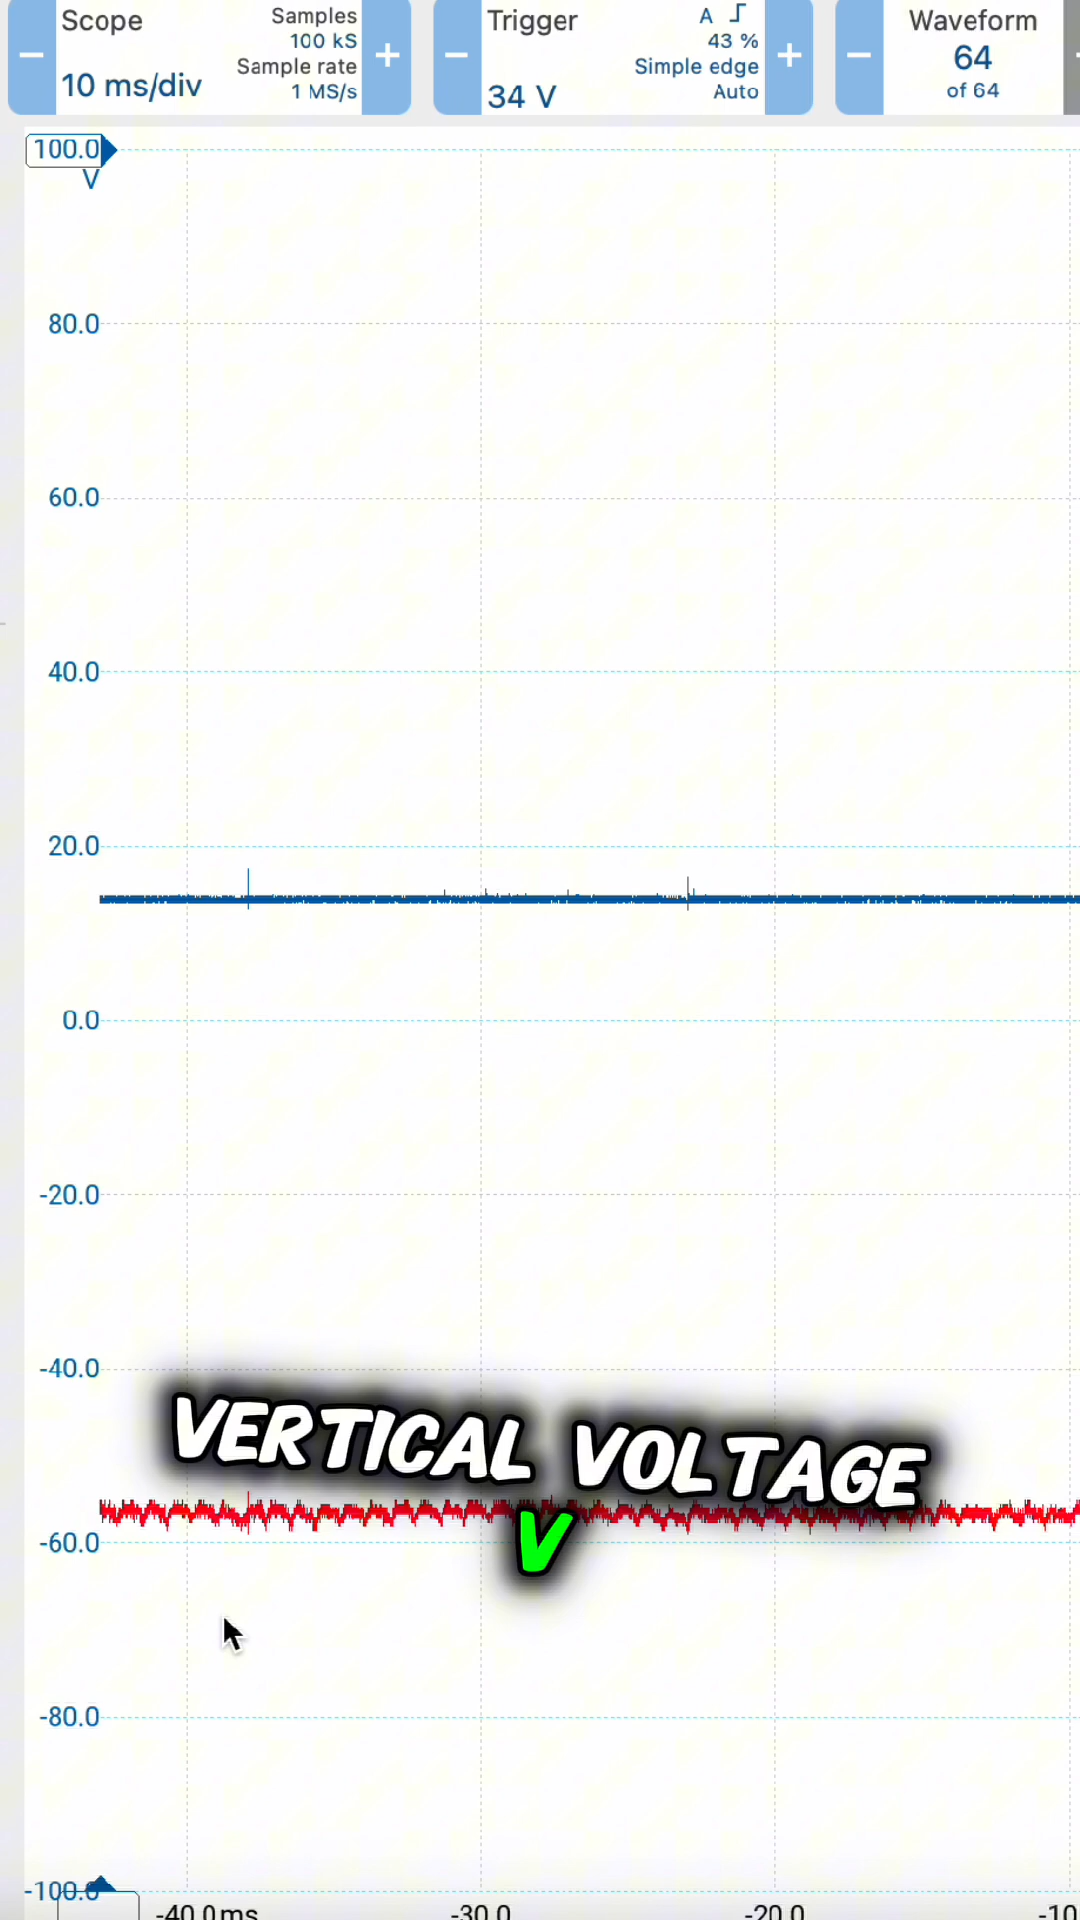 Scope
Samples
100 kS
Sample rate
10 ms/div
1 MS/s
Trigger
A
43 %
Simple edge
34 V
Auto
Waveform
64
of 64
100.0
V
80.0
60.0
40.0
20.0
0.0
-20.0
-40.0
VERTICAL VOLTAGE
V
-60.0
-80.0
-100.0
-40.0ms
-30.0
-20.0
-10